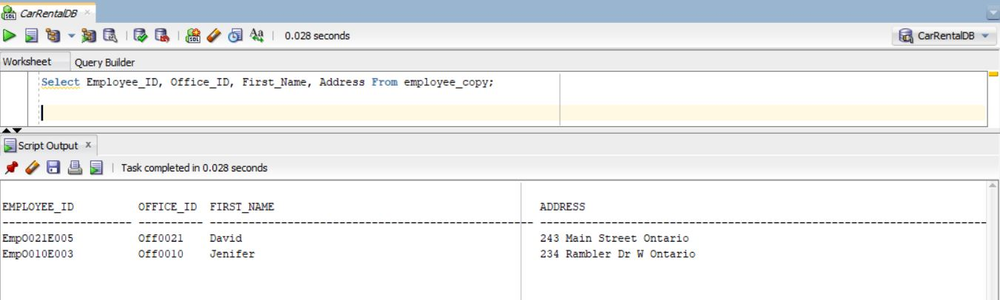 CarRentalDB
0.028 seconds
CarRentalDB
Worksheet Query Builder
Select Employee_ID, Office_ID, First_Name, Address From employee_copy;
Script Output x
Task completed in 0.028 seconds
EMPLOYEE_ID OFFICE_ID FIRST_NAME ADDRESS
-------------------- ---------- -------------------------------------------------- ----------------------------------------------------------------------
EmpO021E005 Off0021 David 243 Main Street Ontario
EmpO010E003 Off0010 Jenifer 234 Rambler Dr W Ontario